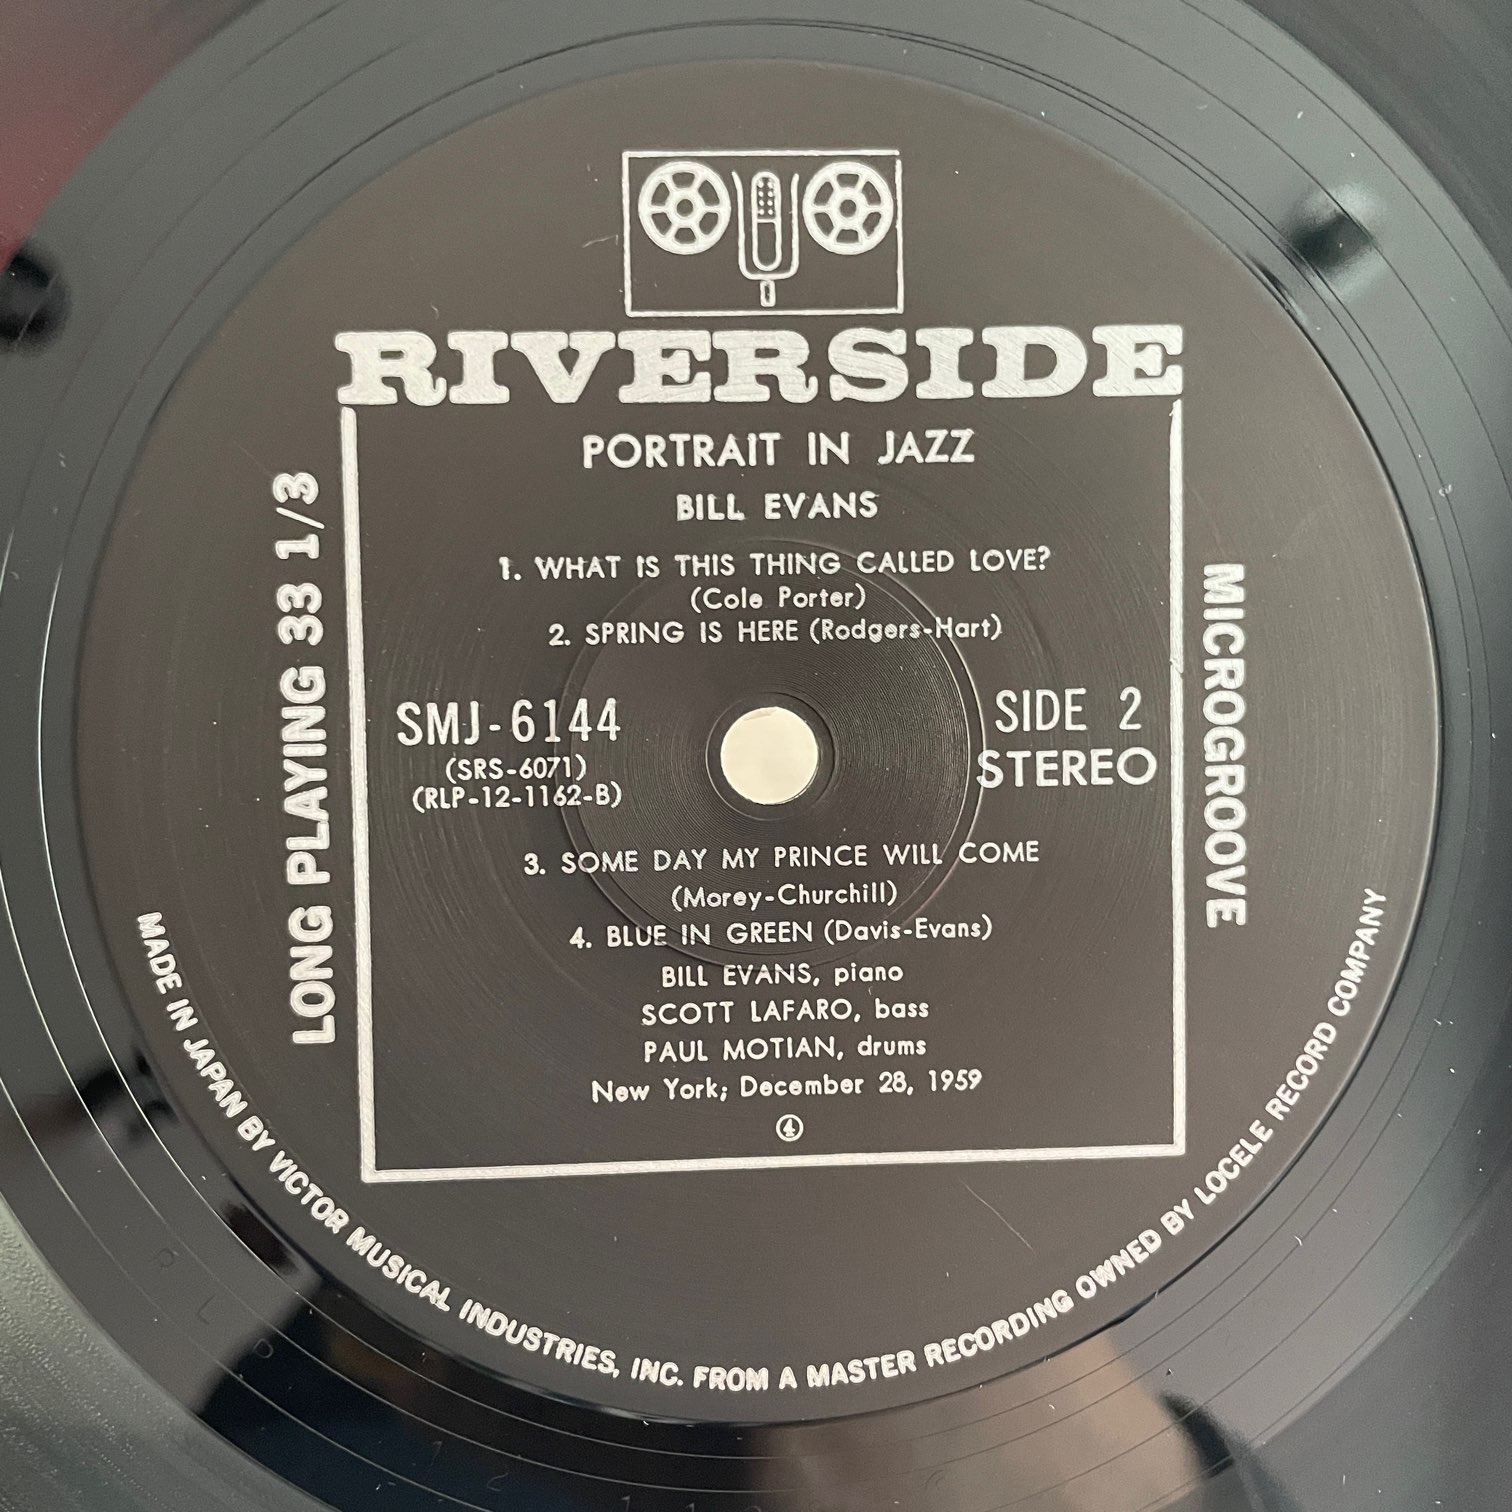 RIVERSIDE
PORTRAIT IN JAZZ
BILL EVANS
1. WHAT IS THIS THING CALLED LOVE?
(Cole Porter)
2. SPRING IS HERE (Rodgers-Hart)
SMJ-6144
(SRS-6071)
(RLP-12-1162-B)
SIDE 2
STEREO
3. SOME DAY MY PRINCE WILL COME
(Morey-Churchill)
4. BLUE IN GREEN (Davis-Evans)
BILL EVANS, piano
SCOTT LAFARO, bass
PAUL MOTIAN, drums
New York; December 28, 1959
④
LONG PLAYING 33 1/3
MICROGROOVE
MADE IN JAPAN BY VICTOR MUSICAL INDUSTRIES, INC. FROM A MASTER RECORDING OWNED BY LOCELE RECORD COMPANY